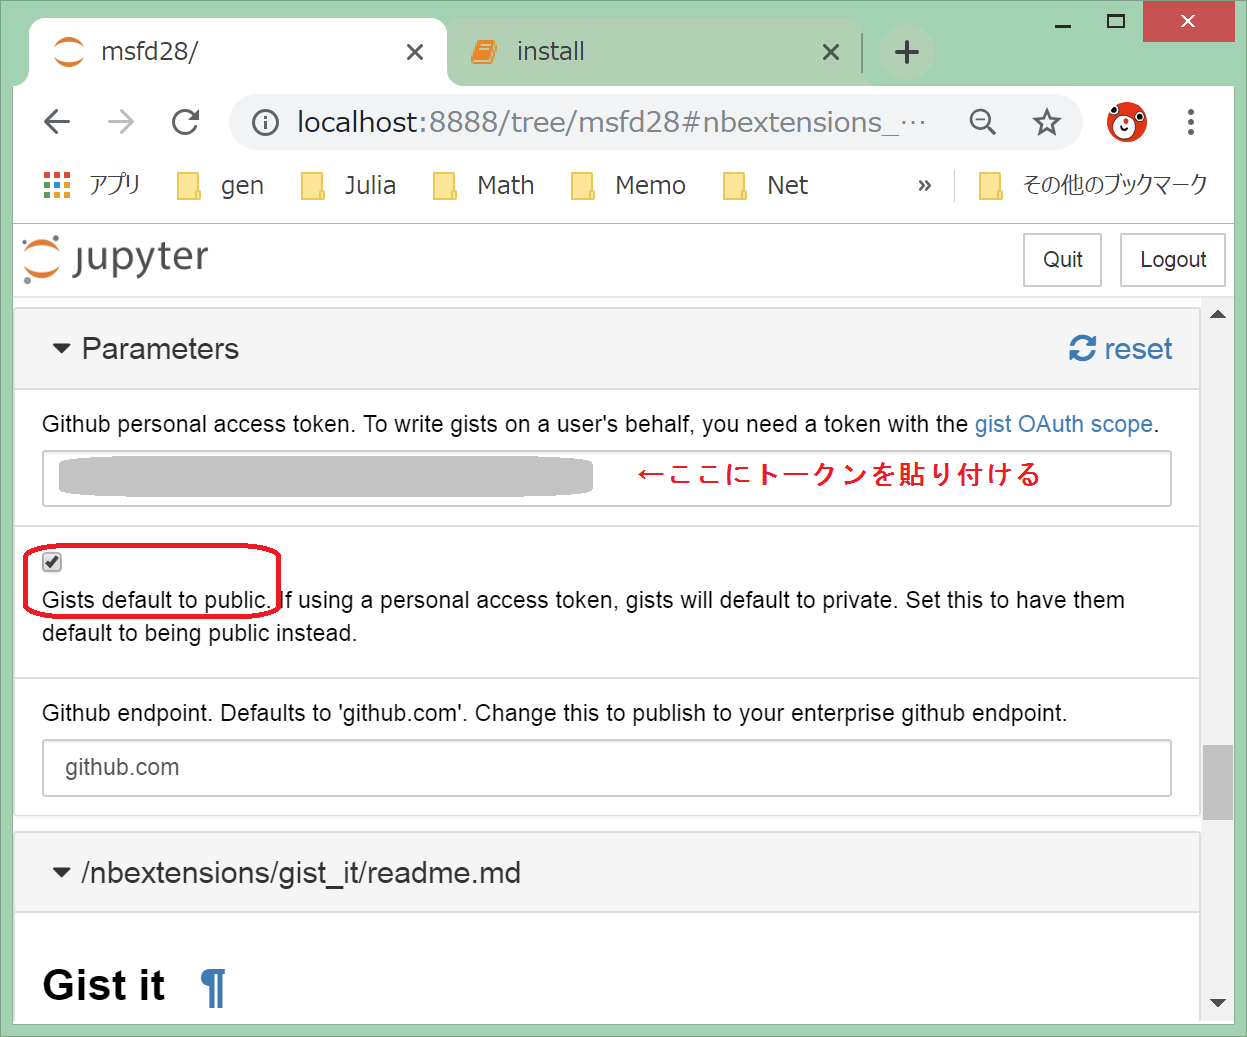 msfd28/
install
localhost:8888/tree/msfd28#nbextensions_…
アプリ
gen
Julia
Math
Memo
Net
»
その他のブックマーク
jupyter
Quit
Logout
Parameters
reset
Github personal access token. To write gists on a user's behalf, you need a token with the gist OAuth scope.
←ここにトークンを貼り付ける
Gists default to public. If using a personal access token, gists will default to private. Set this to have them
default to being public instead.
Github endpoint. Defaults to 'github.com'. Change this to publish to your enterprise github endpoint.
github.com
/nbextensions/gist_it/readme.md
Gist it ¶